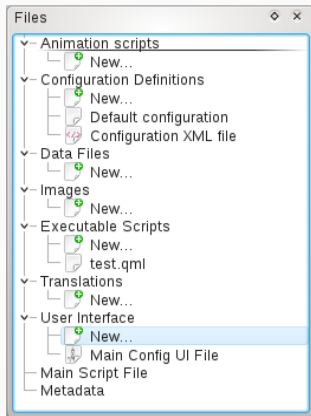 Files
Animation scripts
New...
Configuration Definitions
New...
Default configuration
Configuration XML file
Data Files
New...
Images
New...
Executable Scripts
New...
test.qml
Translations
New...
User Interface
New...
Main Config UI File
Main Script File
Metadata